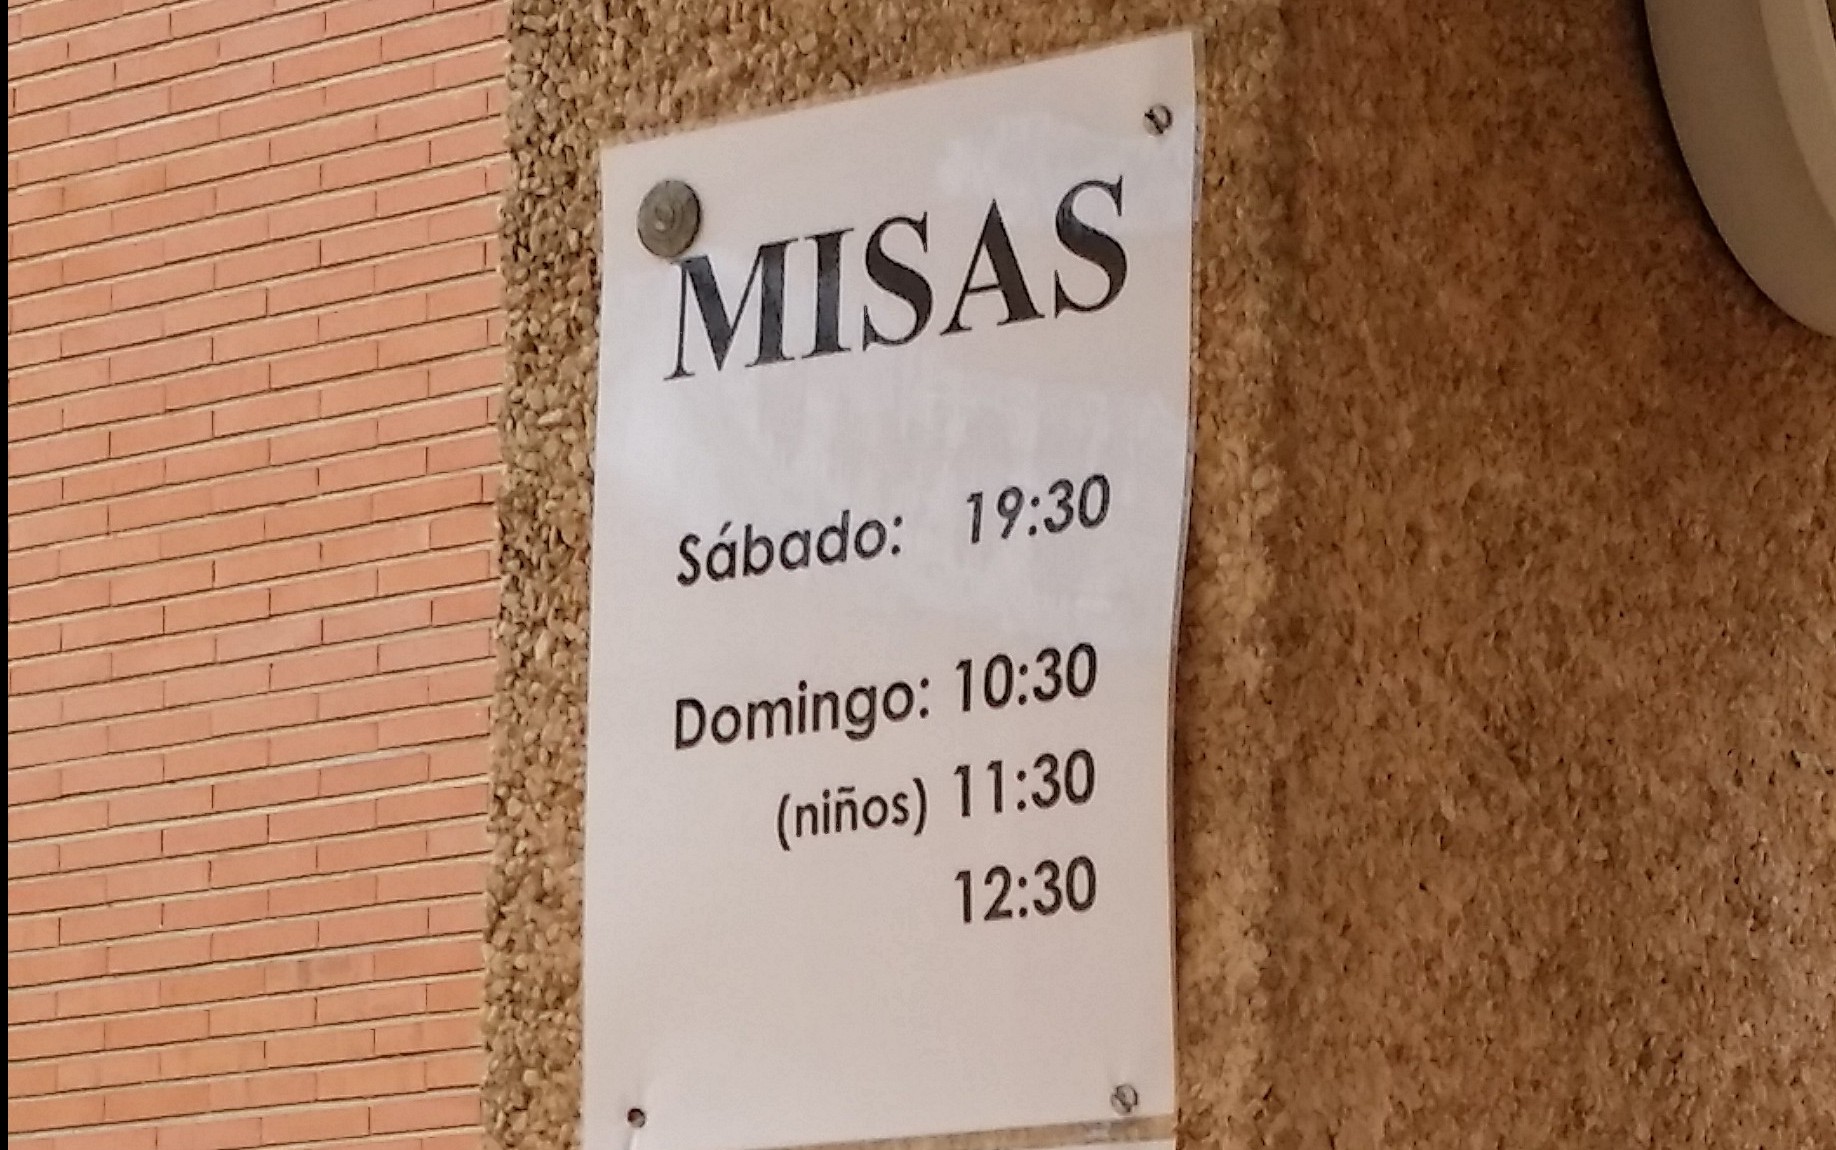 MISAS
Sábado: 19:30
Domingo: 10:30
(niños) 11:30
12:30